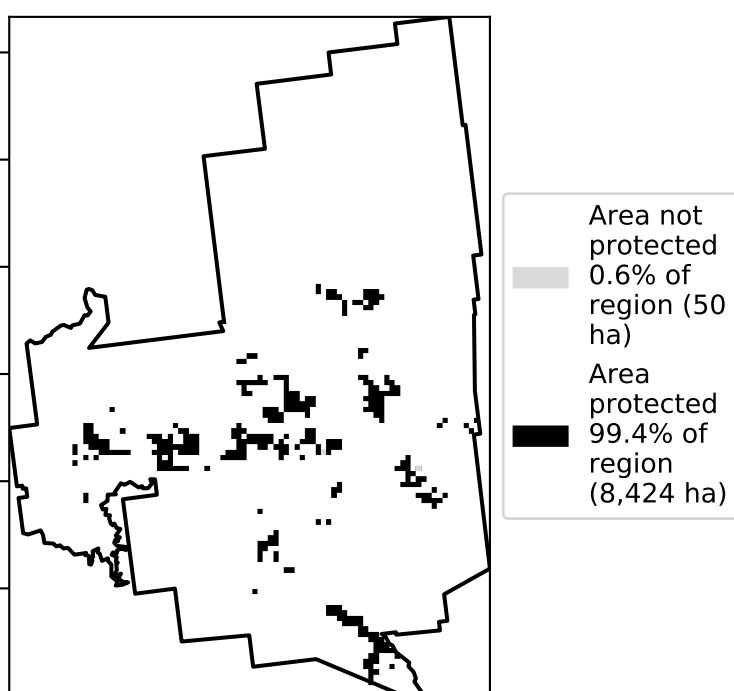 Area not
protected
0.6% of
region (50
ha)
Area
protected
99.4% of
region
(8,424 ha)